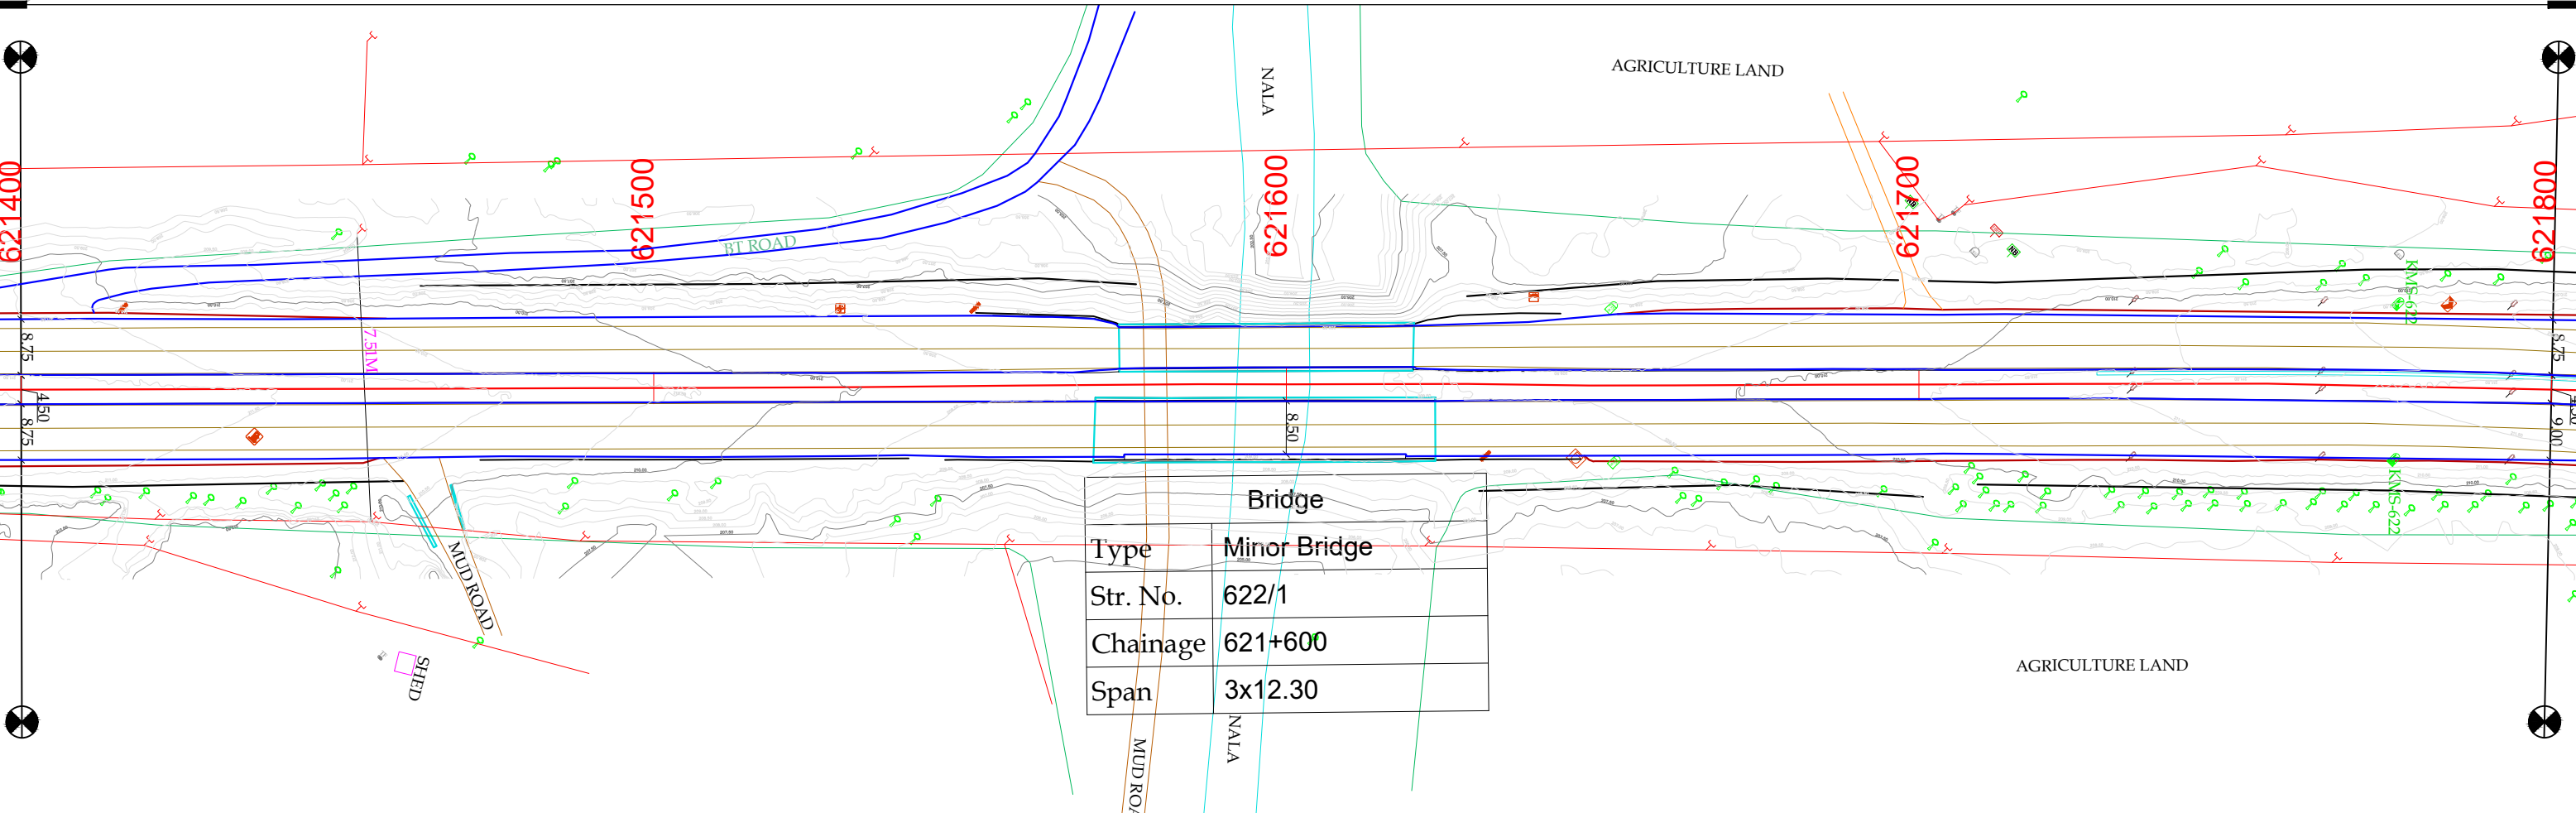 AGRICULTURE LAND
NALA
621400
621500
621600
621700
621800
BT ROAD
KMS-622
7.51M
8.75
4.50
8.75
8.75
9.00
8.50
KMS-622
Bridge
Type Minor Bridge
Str. No. 622/1
Chainage 621+600
Span 3x12.30
MUD ROAD
SHED
AGRICULTURE LAND
NALA
MUD ROA